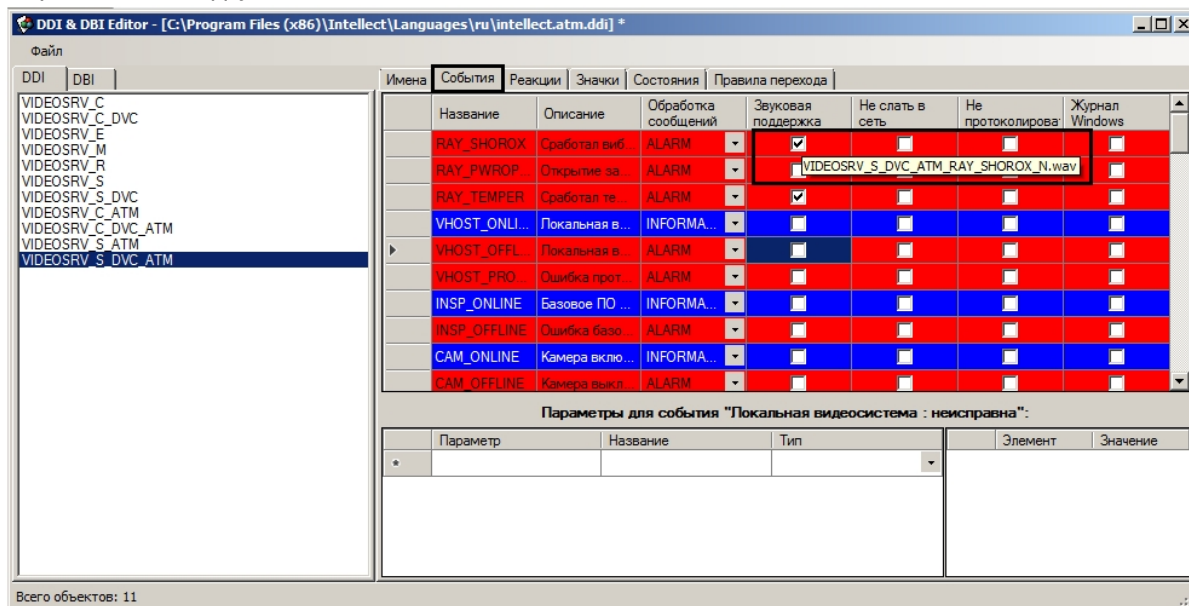 DDI & DBI Editor - [C:\Program Files (x86)\Intellect\Languages\ru\intellect.atm.ddi] *
Файл
DDI DBI
VIDEOSRV_C
VIDEOSRV_C_DVC
VIDEOSRV_E
VIDEOSRV_M
VIDEOSRV_R
VIDEOSRV_S
VIDEOSRV_S_DVC
VIDEOSRV_C_ATM
VIDEOSRV_C_DVC_ATM
VIDEOSRV_S_ATM
VIDEOSRV_S_DVC_ATM
Имена События Реакции Значки Состояния Правила перехода
Название Описание Обработка сообщений Звуковая поддержка Не слать в сеть Не протоколирова Журнал Windows
RAY_SHOROX Сработал виб... ALARM
VIDEOSRV_S_DVC_ATM_RAY_SHOROX_N.wav
RAY_PWROP... Открытие за... ALARM
RAY_TEMPER Сработал те... ALARM
VHOST_ONLI... Локальная в... INFORMA...
VHOST_OFFL... Локальная в... ALARM
VHOST_PRO... Ошибка прот... ALARM
INSP_ONLINE Базовое ПО ... INFORMA...
INSP_OFFLINE Ошибка базо... ALARM
CAM_ONLINE Камера вклю... INFORMA...
CAM_OFFLINE Камера выкл... ALARM
Параметры для события "Локальная видеосистема : неисправна":
Параметр Название Тип
Элемент Значение
Всего объектов: 11